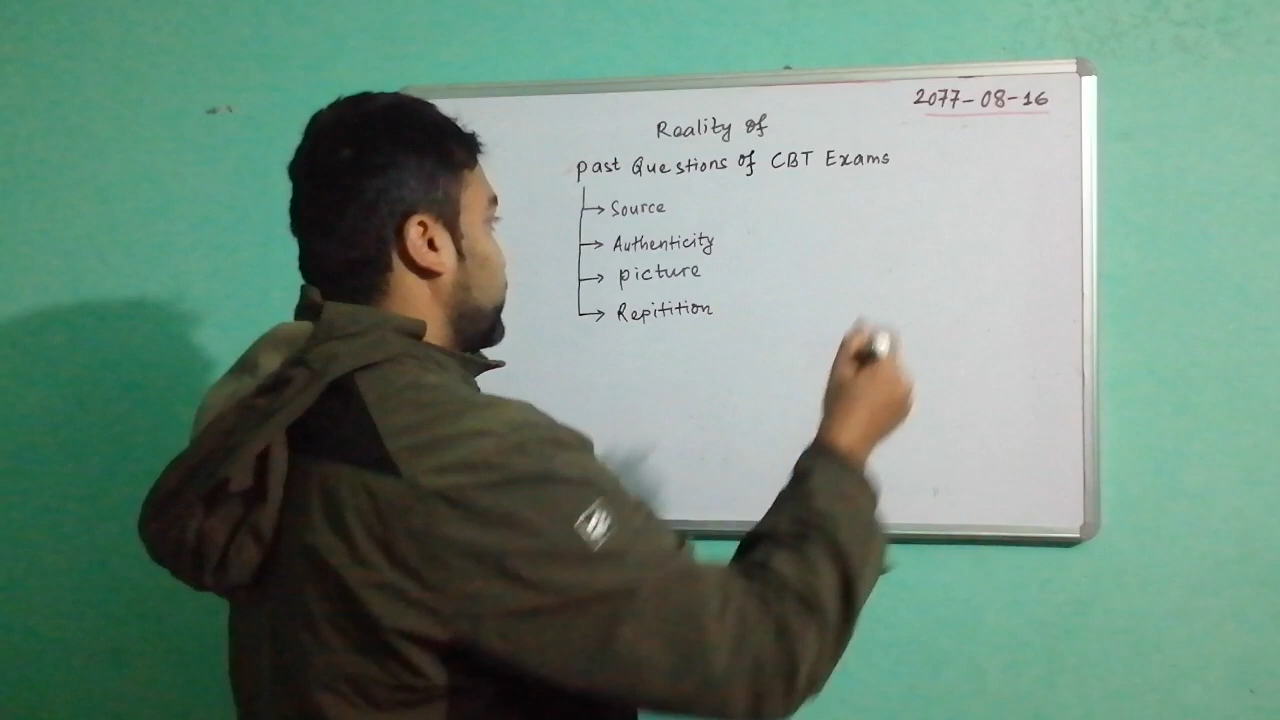 2077-08-16
Reality of
past Questions of CBT Exams
Source
Authenticity
picture
Repitition